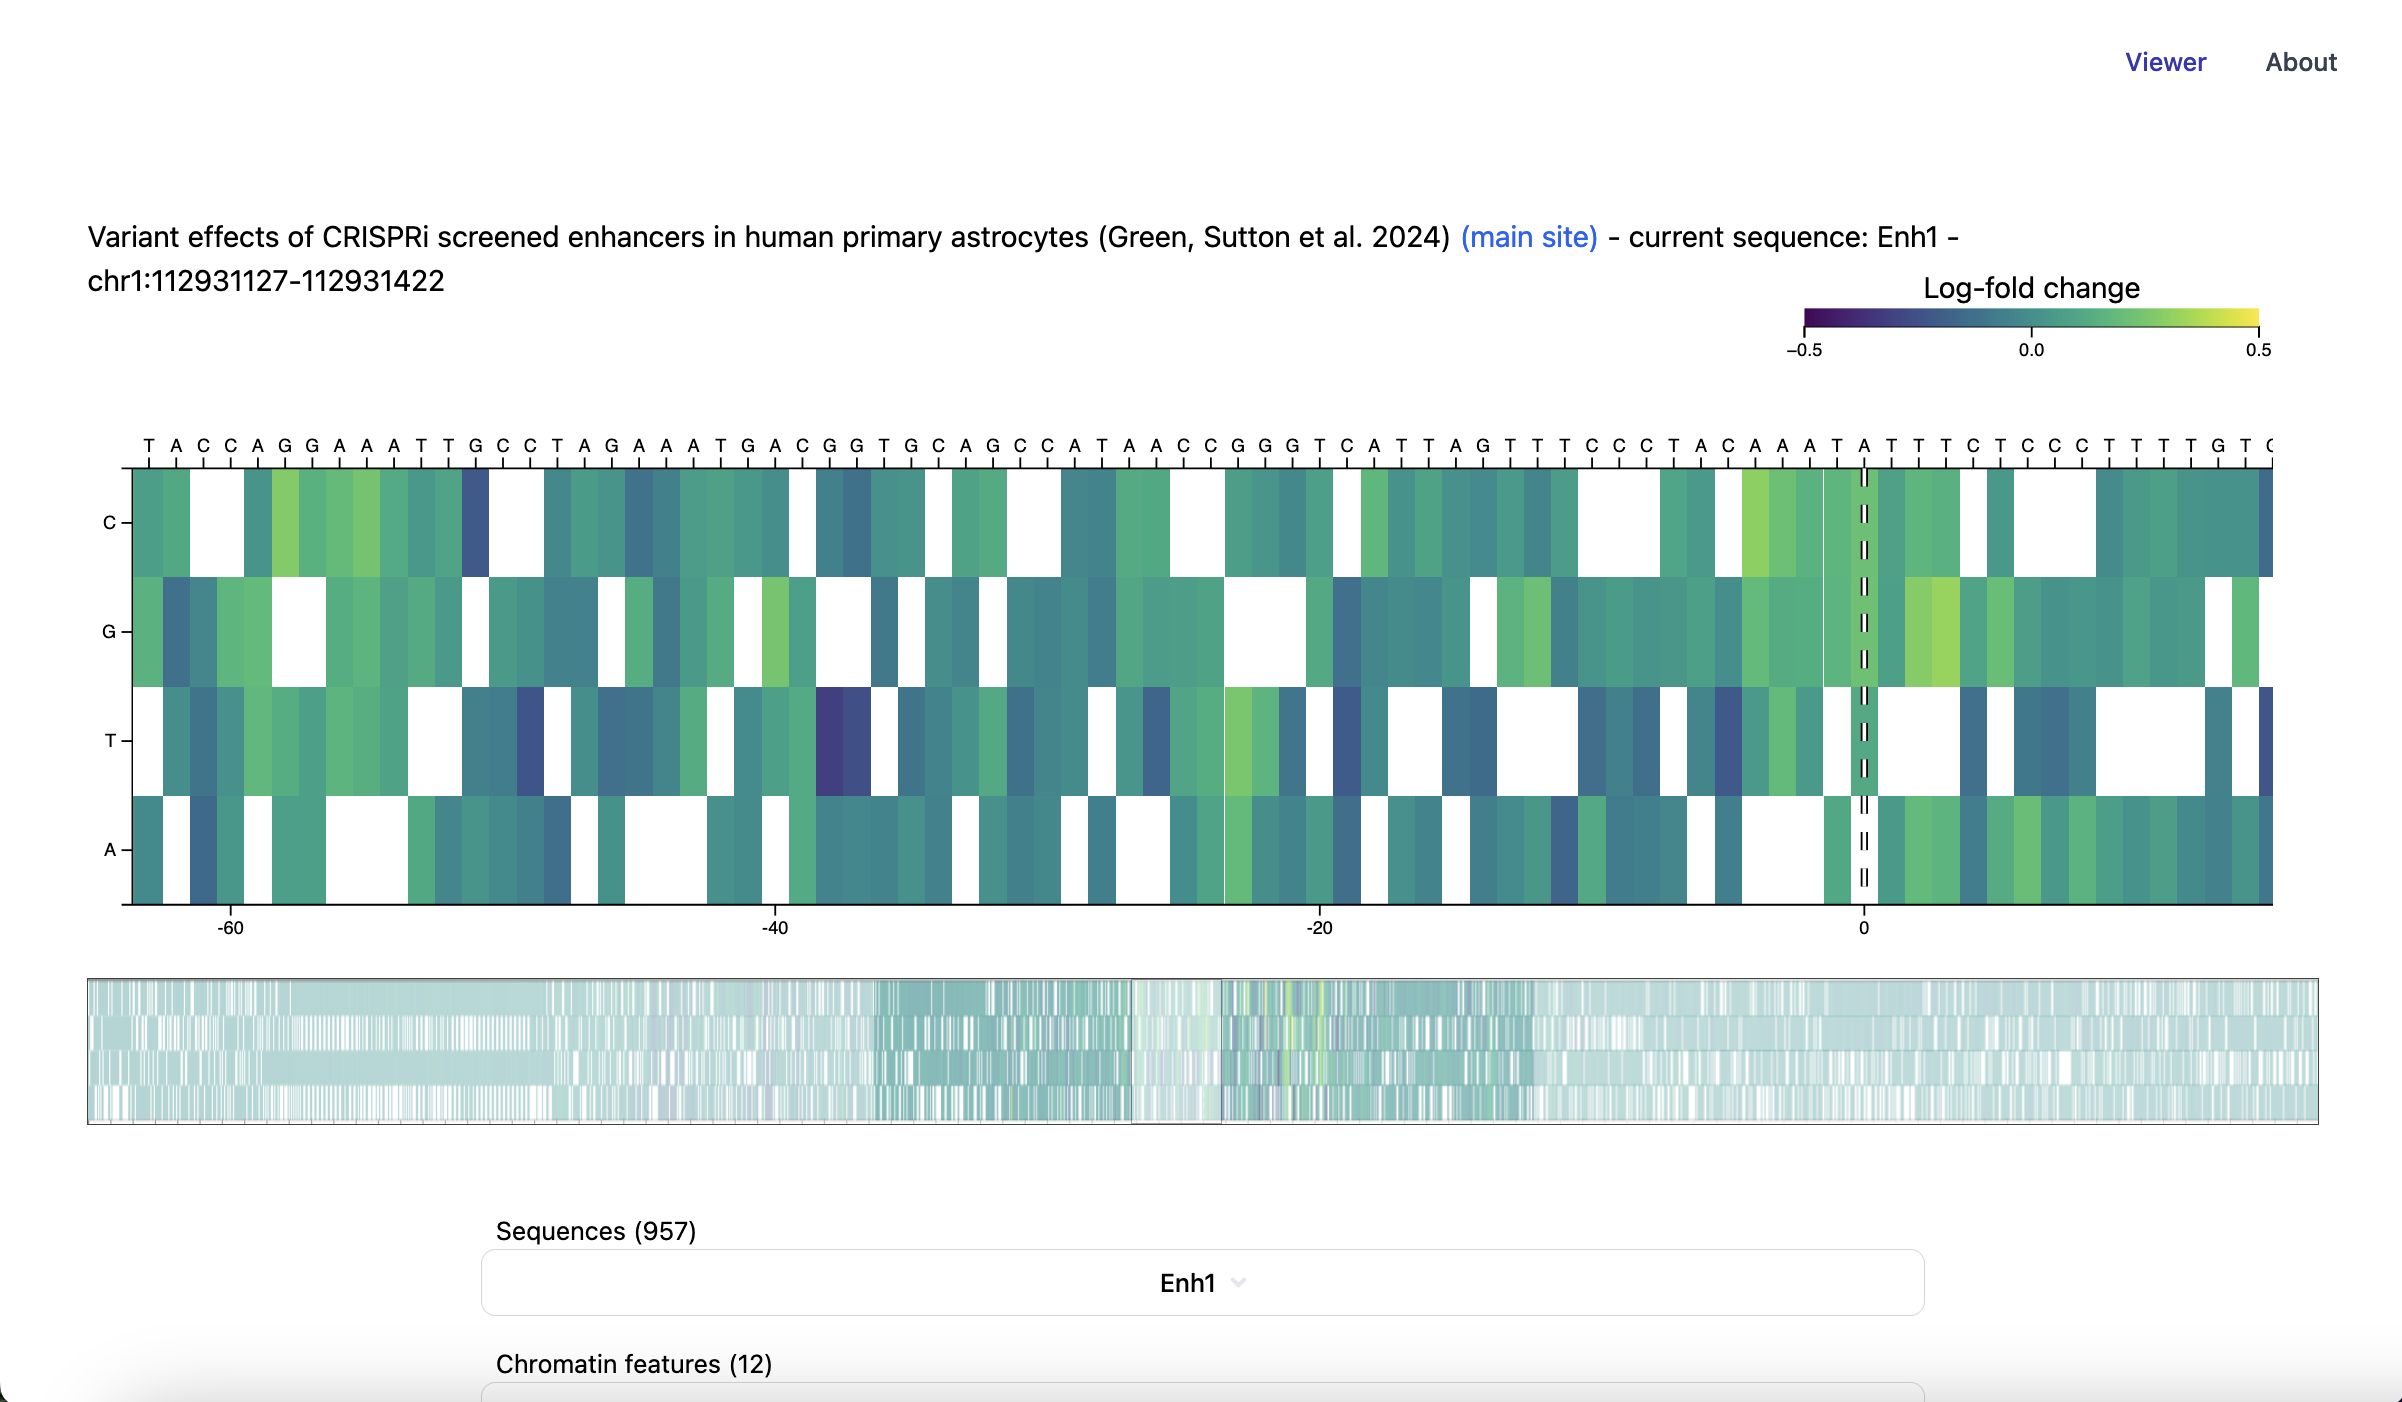 Viewer About
Variant effects of CRISPRi screened enhancers in human primary astrocytes (Green, Sutton et al. 2024) (main site) - current sequence: Enh1 -
chr1:112931127-112931422
Log-fold change
−0.5 0.0 0.5
T A C C A G G A A A T T G C C T A G A A A T G A C G G T G C A G C C A T A A C C G G G T C A T T A G T T T C C C T A C A A A T A T T T C T C C C T T T T G T C
C
G
T
A
-60 -40 -20 0
Sequences (957)
Enh1
Chromatin features (12)